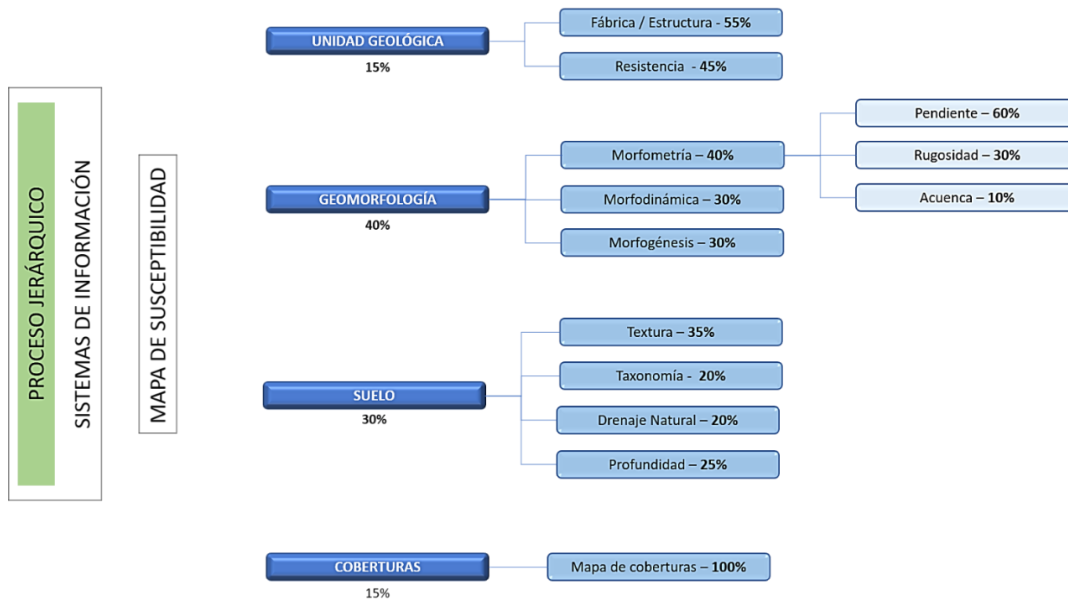 PROCESO JERÁRQUICO
SISTEMAS DE INFORMACIÓN
MAPA DE SUSCEPTIBILIDAD
UNIDAD GEOLÓGICA
15%
Fábrica / Estructura - 55%
Resistencia - 45%
GEOMORFOLOGÍA
40%
Morfometría – 40%
Morfodinámica – 30%
Morfogénesis – 30%
Pendiente – 60%
Rugosidad – 30%
Acuenca – 10%
SUELO
30%
Textura – 35%
Taxonomía - 20%
Drenaje Natural – 20%
Profundidad – 25%
COBERTURAS
15%
Mapa de coberturas – 100%